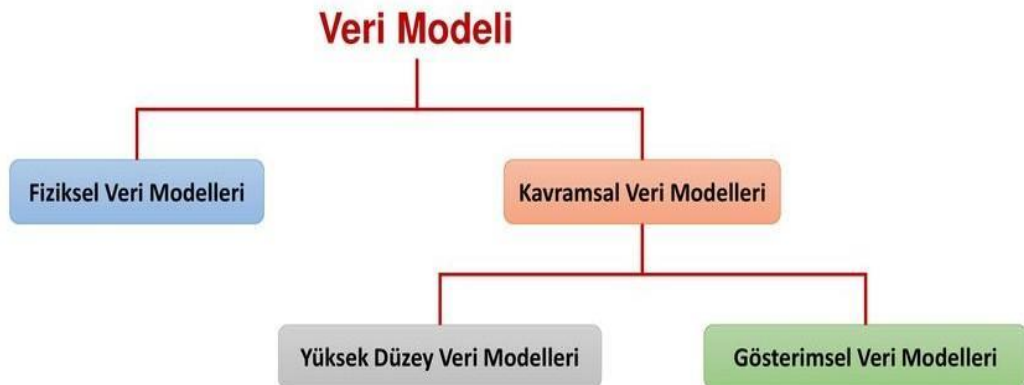 Veri Modeli
Fiziksel Veri Modelleri
Kavramsal Veri Modelleri
Yüksek Düzey Veri Modelleri
Gösterimsel Veri Modelleri